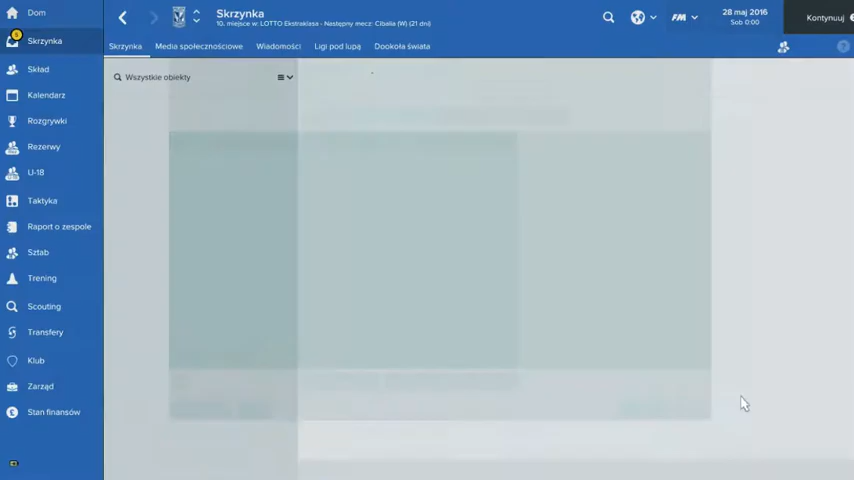 Dom
Skrzynka
10. miejsce w: LOTTO Ekstraklasa - Następny mecz: Cibalia (W) (21 dni)
FM
28 maj 2016
Sob 0:00
Kontynuuj
5
Skrzynka
Skrzynka
Media społecznościowe
Wiadomości
Ligi pod lupą
Dookoła świata
?
Skład
Wszystkie obiekty
Kalendarz
Rozgrywki
Rezerwy
U-18
Taktyka
Raport o zespole
Sztab
Trening
Scouting
Transfery
Klub
Zarząd
Stan finansów